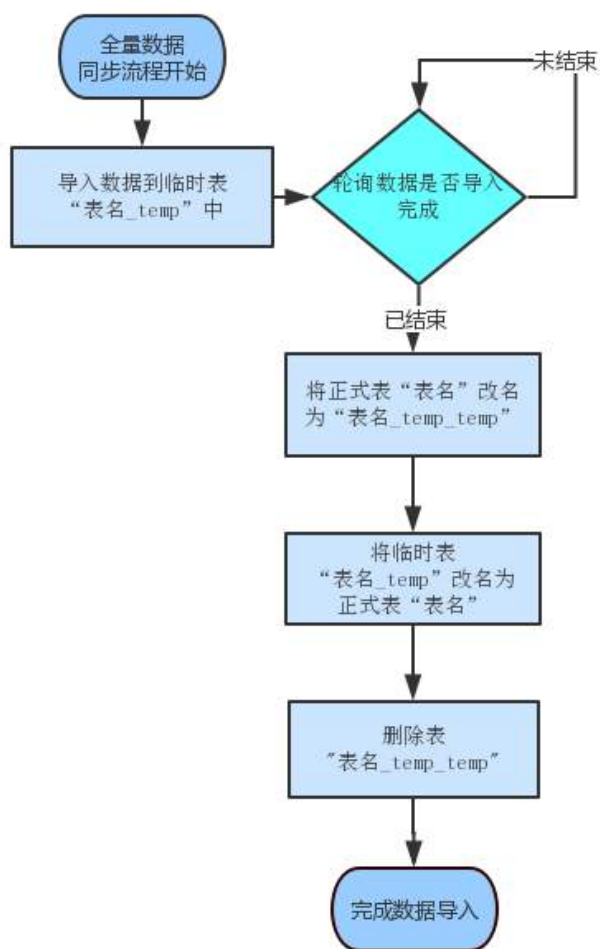 全量数据
同步流程开始
未结束
导入数据到临时表
“表名_temp”中
轮询数据是否导入
完成
已结束
将正式表“表名”改名
为“表名_temp_temp”
将临时表
“表名_temp”改名为
正式表“表名”
删除表
"表名_temp_temp"
完成数据导入